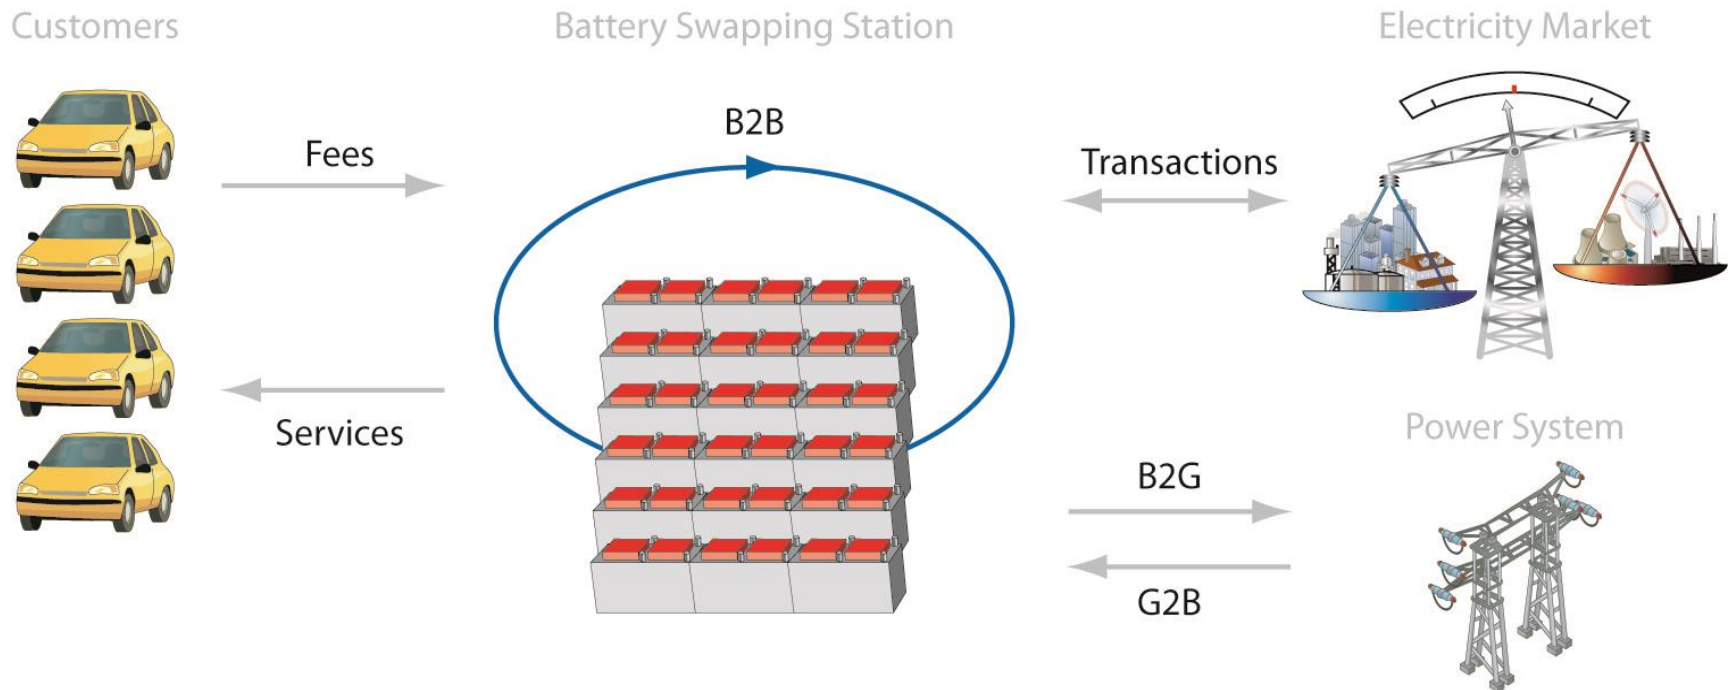 Customers
Battery Swapping Station
Electricity Market
B2B
Fees
Transactions
Services
Power System
B2G
G2B